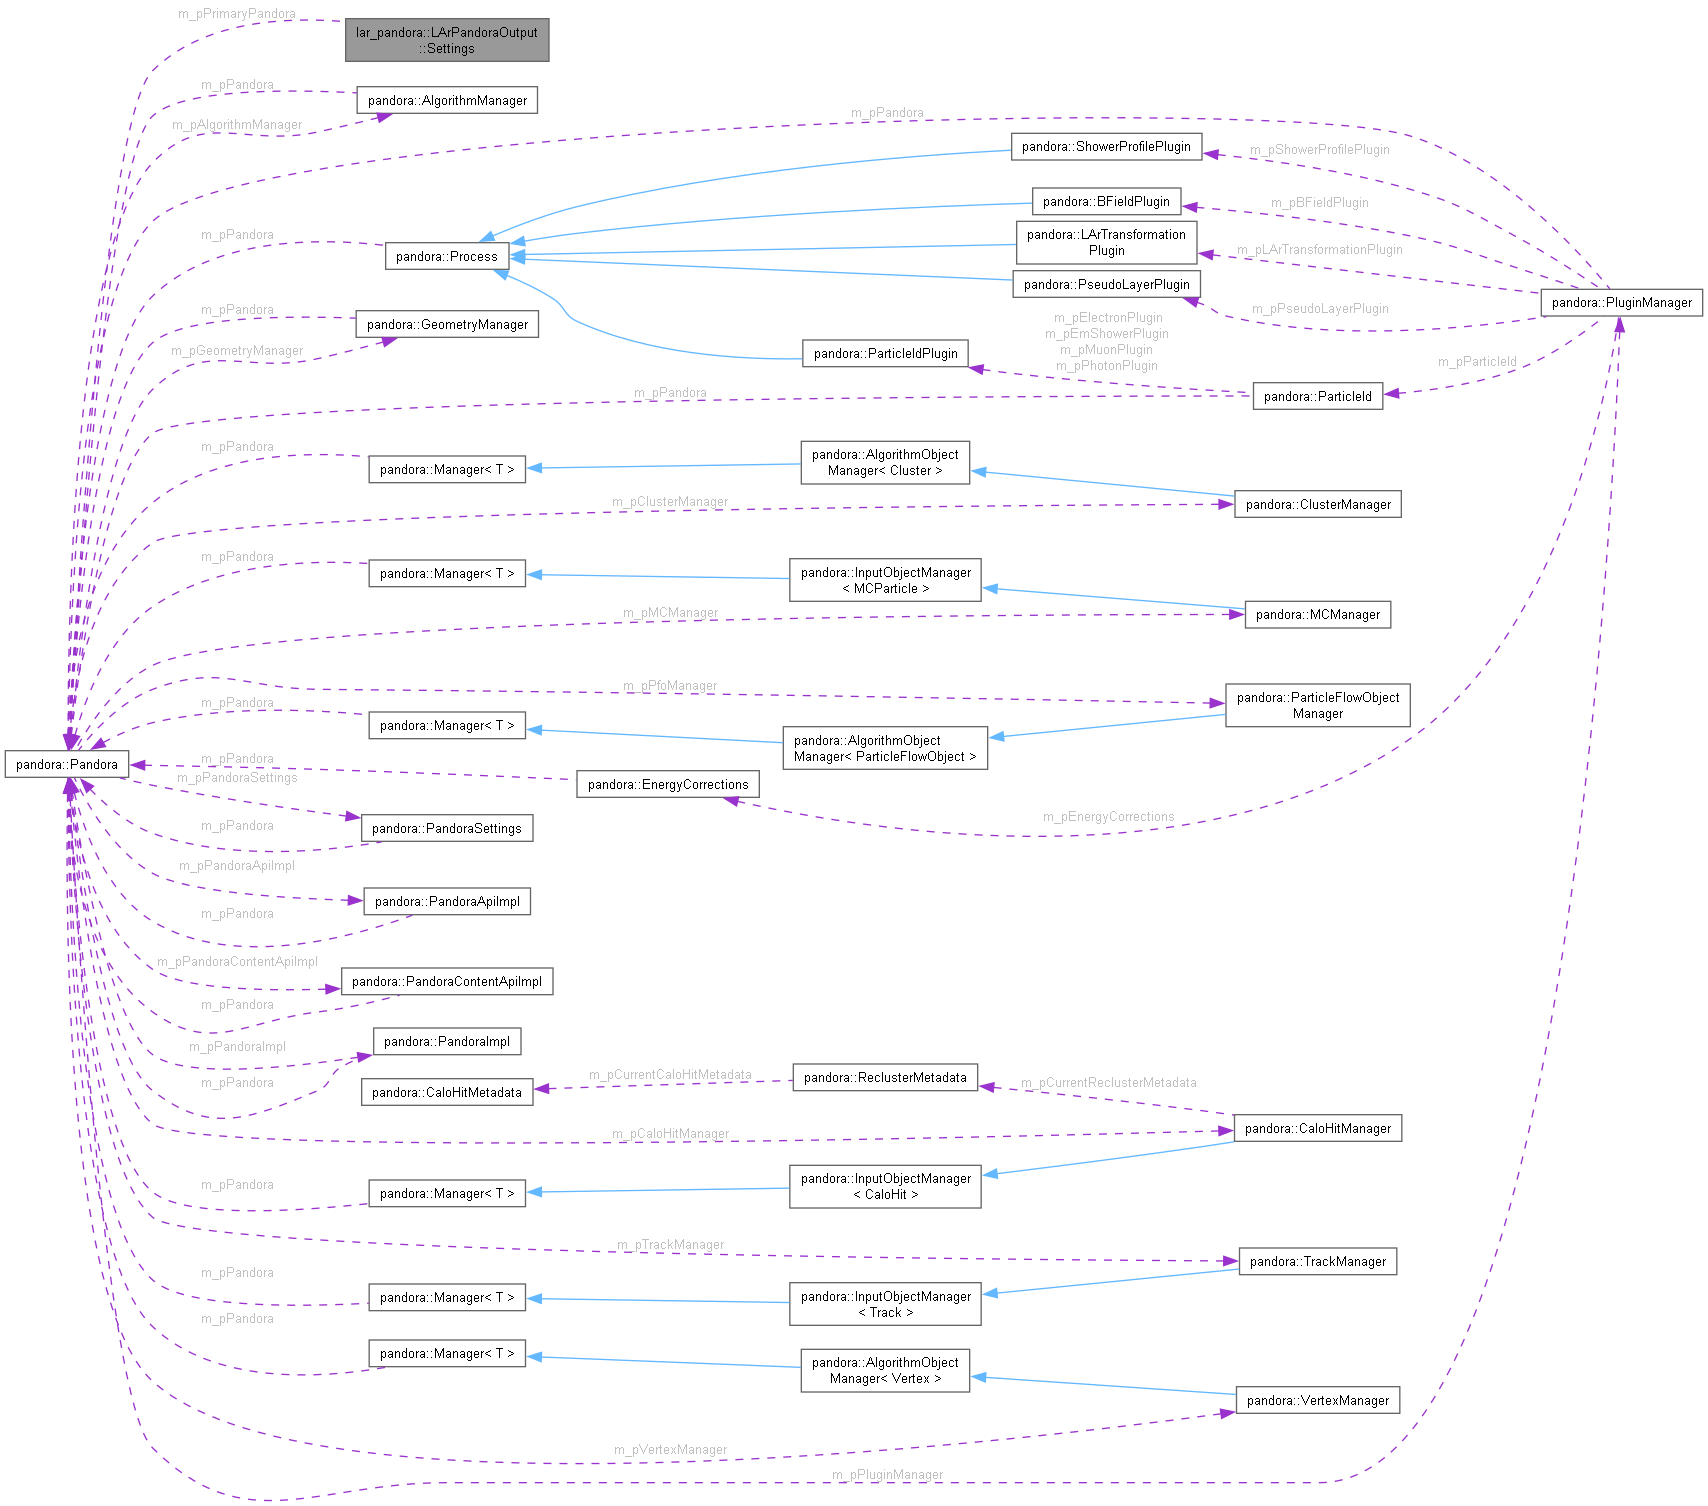 m_pPrimaryPandora
lar_pandora::LArPandoraOutput
::Settings
m_pPandora
pandora::AlgorithmManager
m_pAlgorithmManager
m_pPandora
pandora::ShowerProfilePlugin
m_pShowerProfilePlugin
pandora::BFieldPlugin
m_pBFieldPlugin
m_pPandora
pandora::Process
pandora::LArTransformation
Plugin
m_pLArTransformationPlugin
pandora::PseudoLayerPlugin
m_pPseudoLayerPlugin
pandora::PluginManager
m_pPandora
pandora::GeometryManager
m_pGeometryManager
m_pElectronPlugin
m_pEmShowerPlugin
m_pMuonPlugin
m_pPhotonPlugin
pandora::ParticleIdPlugin
m_pParticleId
pandora::ParticleId
m_pPandora
m_pPandora
pandora::Manager< T >
pandora::AlgorithmObject
Manager< Cluster >
m_pClusterManager
pandora::ClusterManager
m_pPandora
pandora::Manager< T >
pandora::InputObjectManager
< MCParticle >
m_pMCManager
pandora::MCManager
m_pPfoManager
pandora::ParticleFlowObject
Manager
m_pPandora
pandora::Manager< T >
pandora::AlgorithmObject
Manager< ParticleFlowObject >
pandora::Pandora
m_pPandora
m_pPandoraSettings
pandora::EnergyCorrections
m_pEnergyCorrections
m_pPandora
pandora::PandoraSettings
m_pPandoraApiImpl
pandora::PandoraApiImpl
m_pPandora
m_pPandoraContentApiImpl
pandora::PandoraContentApiImpl
m_pPandora
m_pPandoraImpl
pandora::PandoraImpl
m_pPandora
pandora::CaloHitMetadata
m_pCurrentCaloHitMetadata
pandora::ReclusterMetadata
m_pCurrentReclusterMetadata
m_pCaloHitManager
pandora::CaloHitManager
m_pPandora
pandora::Manager< T >
pandora::InputObjectManager
< CaloHit >
m_pTrackManager
pandora::TrackManager
m_pPandora
pandora::Manager< T >
pandora::InputObjectManager
< Track >
m_pPandora
pandora::Manager< T >
pandora::AlgorithmObject
Manager< Vertex >
pandora::VertexManager
m_pVertexManager
m_pPluginManager